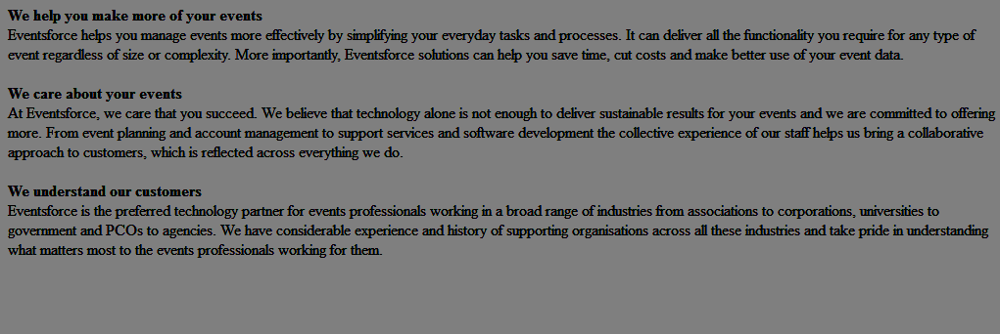 We help you make more of your events
Eventsforce helps you manage events more effectively by simplifying your everyday tasks and processes. It can deliver all the functionality you require for any type of
event regardless of size or complexity. More importantly, Eventsforce solutions can help you save time, cut costs and make better use of your event data.
We care about your events
At Eventsforce, we care that you succeed. We believe that technology alone is not enough to deliver sustainable results for your events and we are committed to offering
more. From event planning and account management to support services and software development the collective experience of our staff helps us bring a collaborative
approach to customers, which is reflected across everything we do.
We understand our customers
Eventsforce is the preferred technology partner for events professionals working in a broad range of industries from associations to corporations, universities to
government and PCOs to agencies. We have considerable experience and history of supporting organisations across all these industries and take pride in understanding
what matters most to the events professionals working for them.